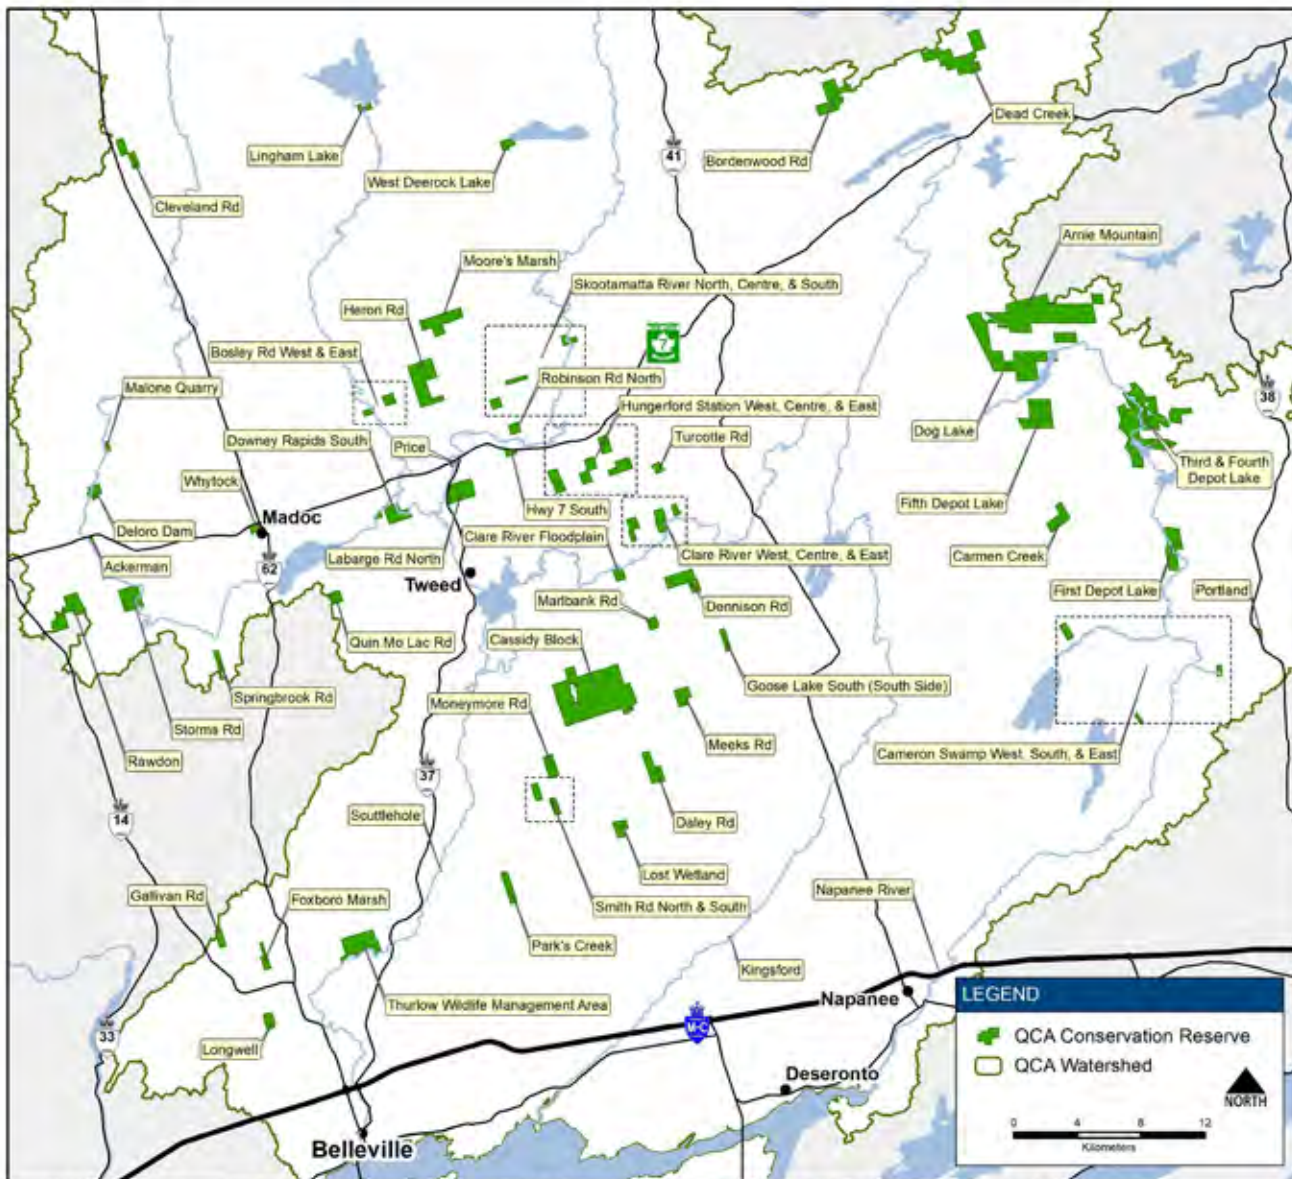 Dead Creek
41
Lingham Lake
Bordenwood Rd
West Deerock Lake
Cleveland Rd
Arnie Mountain
Moore's Marsh
Skootamatta River North, Centre, & South
Heron Rd
7
Bosley Rd West & East
Robinson Rd North
Malone Quarry
Hungerford Station West, Centre, & East
38
Downey Rapids South
Price
Turcotte Rd
Dog Lake
Third & Fourth
Depot Lake
Whytock
Fifth Depot Lake
Hwy 7 South
Madoc
Deloro Dam
Clare River Floodplain
Clare River West, Centre, & East
Carmen Creek
Ackerman
Labarge Rd North
62
Tweed
First Depot Lake
Portland
Marlbank Rd
Dennison Rd
Quin Mo Lac Rd
Cassidy Block
Goose Lake South (South Side)
Springbrook Rd
Moneymore Rd
Storms Rd
Meeks Rd
Cameron Swamp West, South, & East
Rawdon
37
14
Scuttlehole
Daley Rd
Lost Wetland
Gallivan Rd
Foxboro Marsh
Napanee River
Smith Rd North & South
Park's Creek
Kingsford
Thurlow Wildlife Management Area
Napanee
LEGEND
M-C
33
Longwell
QCA Conservation Reserve
QCA Watershed
Deseronto
NORTH
0 4 8 12
Kilometers
Belleville